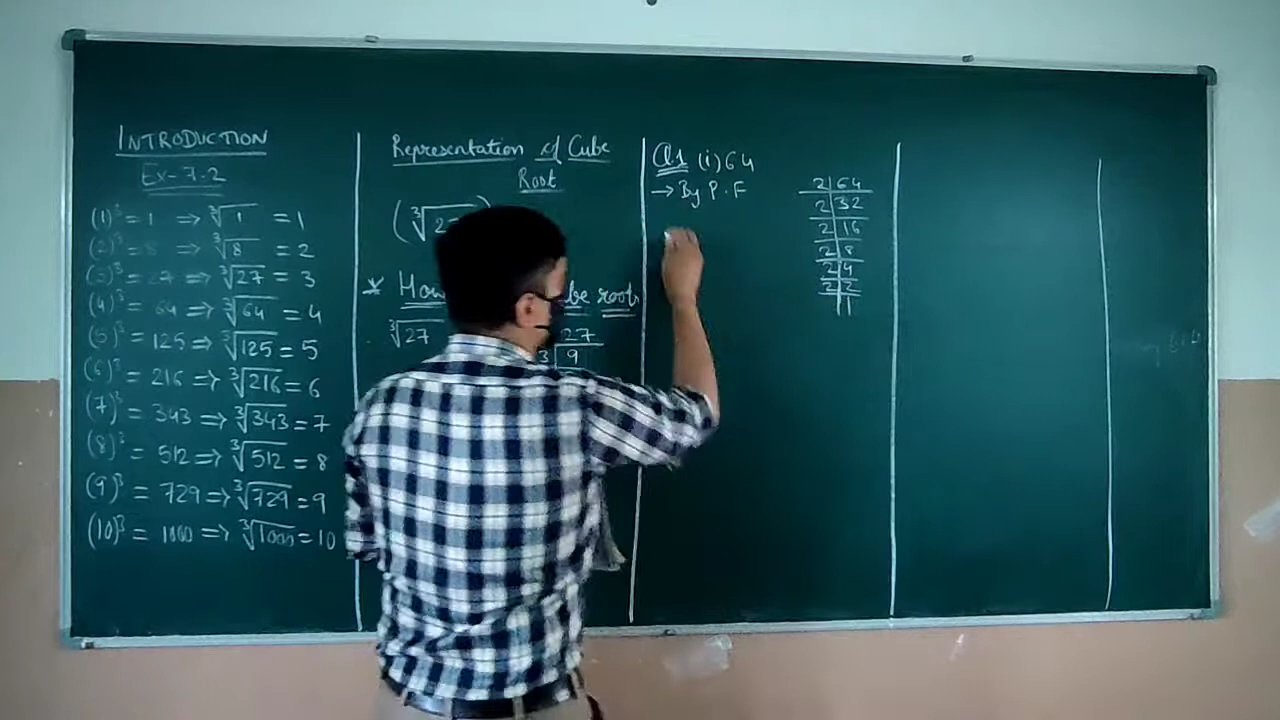 INTRODUCTION
Ex-7.2
(1)³ = 1 ⇒ ∛1 = 1
(2)³ = 8 ⇒ ∛8 = 2
(3)³ = 27 ⇒ ∛27 = 3
(4)³ = 64 ⇒ ∛64 = 4
(5)³ = 125 ⇒ ∛125 = 5
(6)³ = 216 ⇒ ∛216 = 6
(7)³ = 343 ⇒ ∛343 = 7
(8)³ = 512 ⇒ ∛512 = 8
(9)³ = 729 ⇒ ∛729 = 9
(10)³ = 1000 ⇒ ∛1000 = 10
Representation of Cube
Root
* How root
∛27
27
3 | 9
Q1 (i) 64
→ By P.F
2 | 64
2 | 32
2 | 16
2 | 8
2 | 4
2 | 2
| 1